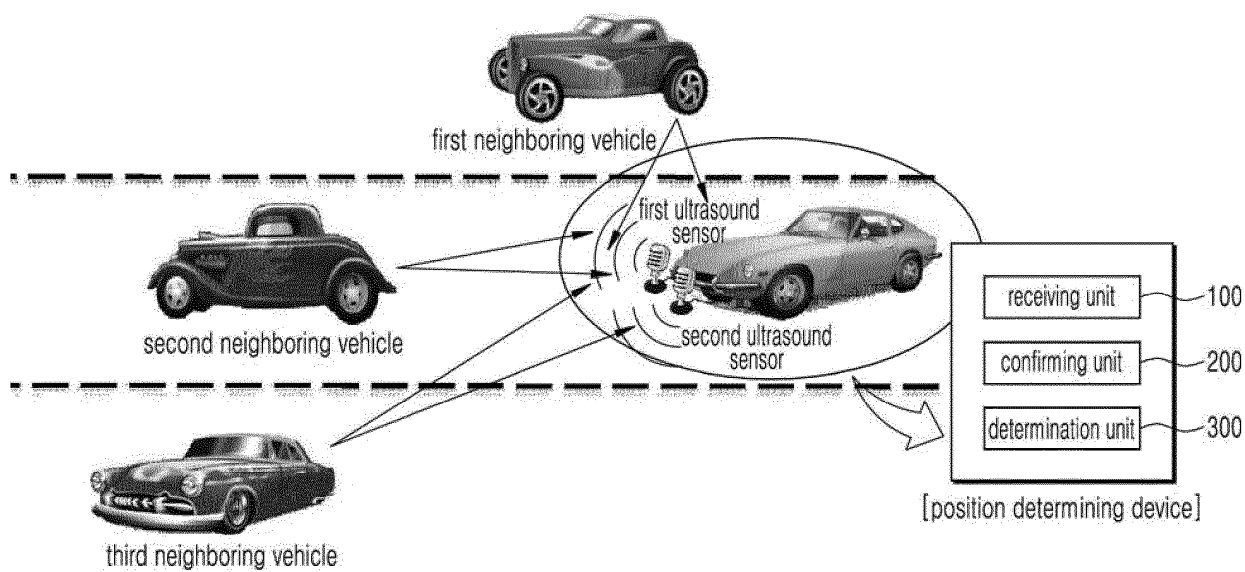 first neighboring vehicle
first ultrasound
sensor
second neighboring vehicle
second ultrasound
sensor
third neighboring vehicle
receiving unit
100
confirming unit
200
determination unit
300
[position determining device]